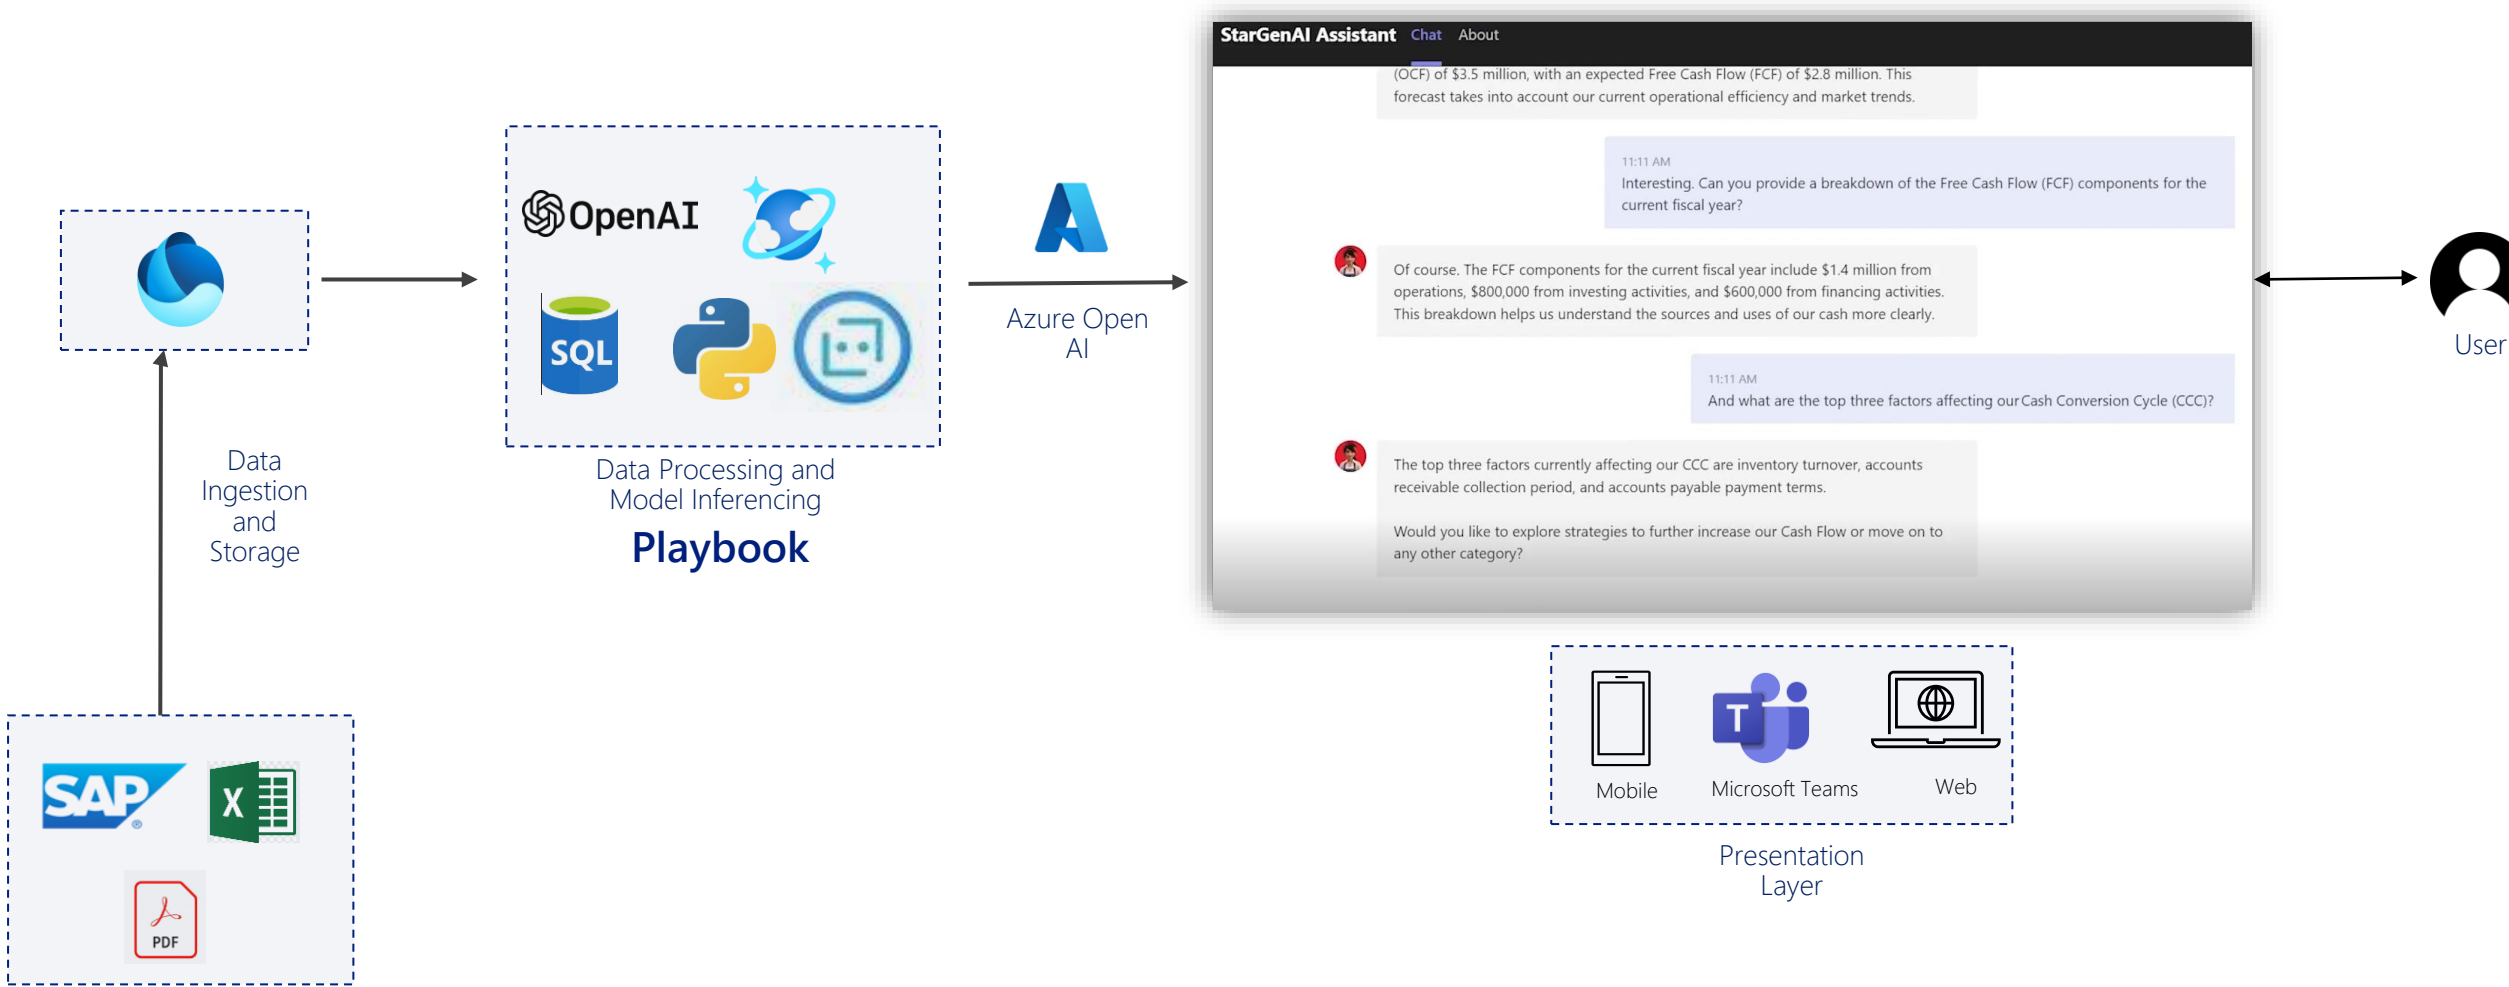 StarGenAI Assistant Chat About
(OCF) of $3.5 million, with an expected Free Cash Flow (FCF) of $2.8 million. This
forecast takes into account our current operational efficiency and market trends.
11:11 AM
Interesting. Can you provide a breakdown of the Free Cash Flow (FCF) components for the
current fiscal year?
Of course. The FCF components for the current fiscal year include $1.4 million from
operations, $800,000 from investing activities, and $600,000 from financing activities.
This breakdown helps us understand the sources and uses of our cash more clearly.
11:11 AM
And what are the top three factors affecting our Cash Conversion Cycle (CCC)?
The top three factors currently affecting our CCC are inventory turnover, accounts
receivable collection period, and accounts payable payment terms.
Would you like to explore strategies to further increase our Cash Flow or move on to
any other category?
OpenAI
SQL
Azure Open
AI
User
Data
Ingestion
and
Storage
Data Processing and
Model Inferencing
Playbook
SAP®
X
PDF
T
Mobile
Microsoft Teams
Web
Presentation
Layer